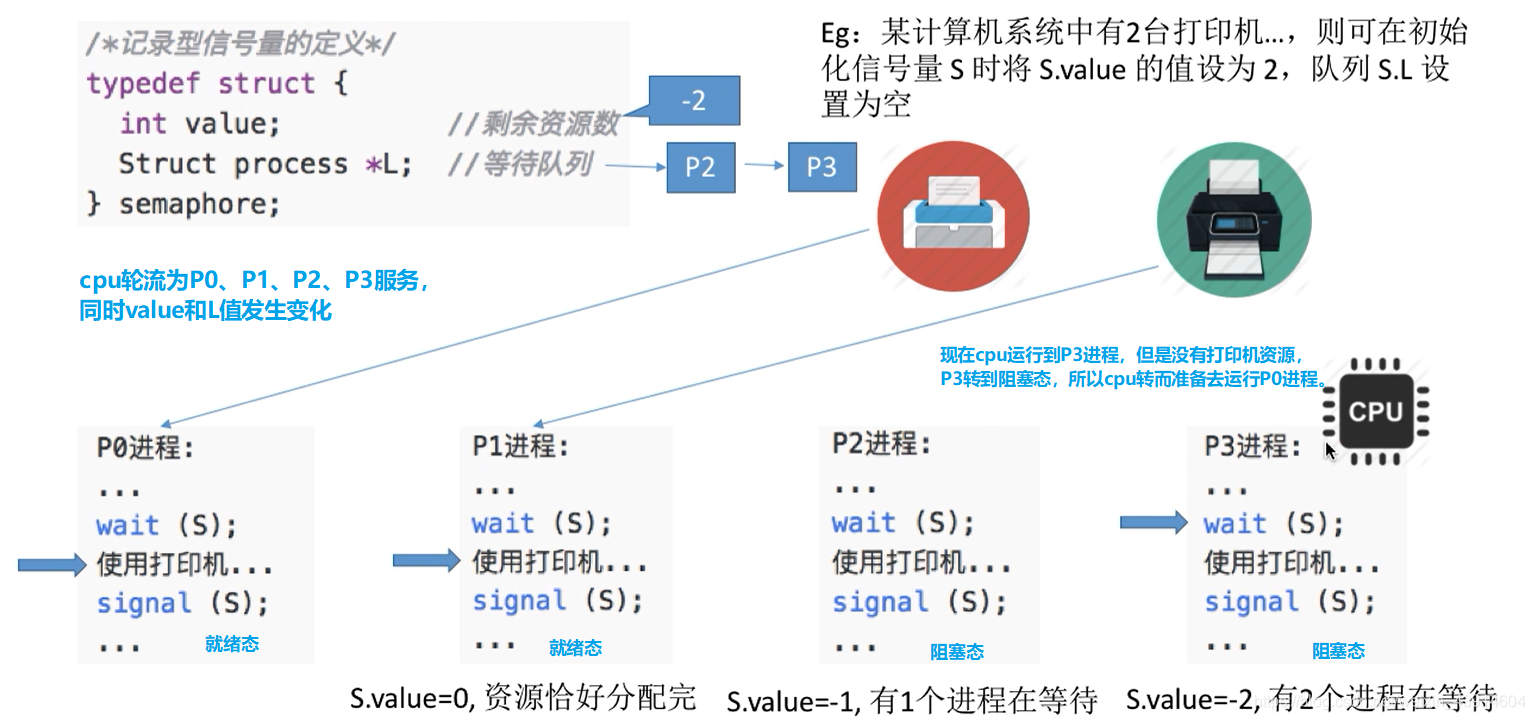 /*记录型信号量的定义*/
typedef struct {
int value; //剩余资源数
Struct process *L; //等待队列
} semaphore;
-2
P2
P3
Eg：某计算机系统中有2台打印机...，则可在初始
化信号量 S 时将 S.value 的值设为 2，队列 S.L 设
置为空
cpu轮流为P0、P1、P2、P3服务，
同时value和L值发生变化
现在cpu运行到P3进程，但是没有打印机资源，
P3转到阻塞态，所以cpu转而准备去运行P0进程。
CPU
P0进程:
...
wait (S);
使用打印机...
signal (S);
...
就绪态
P1进程:
...
wait (S);
使用打印机...
signal (S);
...
就绪态
P2进程:
...
wait (S);
使用打印机...
signal (S);
...
阻塞态
P3进程:
...
wait (S);
使用打印机...
signal (S);
...
阻塞态
S.value=0, 资源恰好分配完
S.value=-1, 有1个进程在等待
S.value=-2, 有2个进程在等待